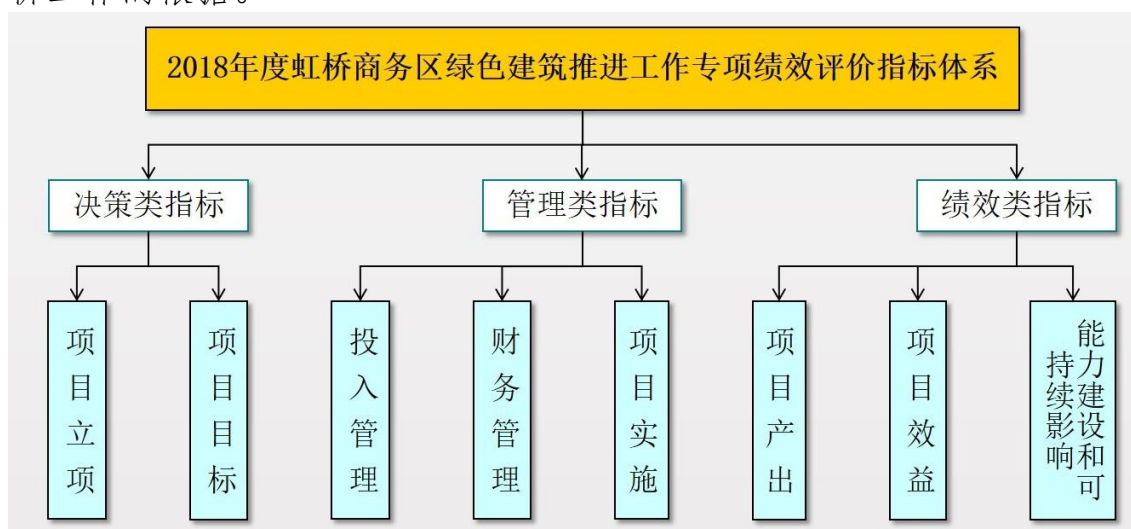 2018年度虹桥商务区绿色建筑推进工作专项绩效评价指标体系
决策类指标
管理类指标
绩效类指标
项目立项
项目目标
投入管理
财务管理
项目实施
项目产出
项目效益
能力建设和可
持续影响